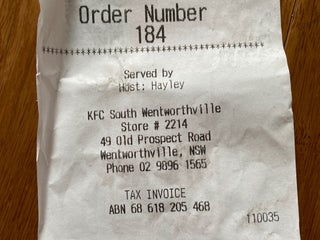 Order Number
184
************************************
Served by
Host: Hayley
KFC South Wentworthville
Store # 2214
49 Old Prospect Road
Wentworthville, NSW
Phone 02 9896 1565
TAX INVOICE
ABN 68 618 205 468
110035